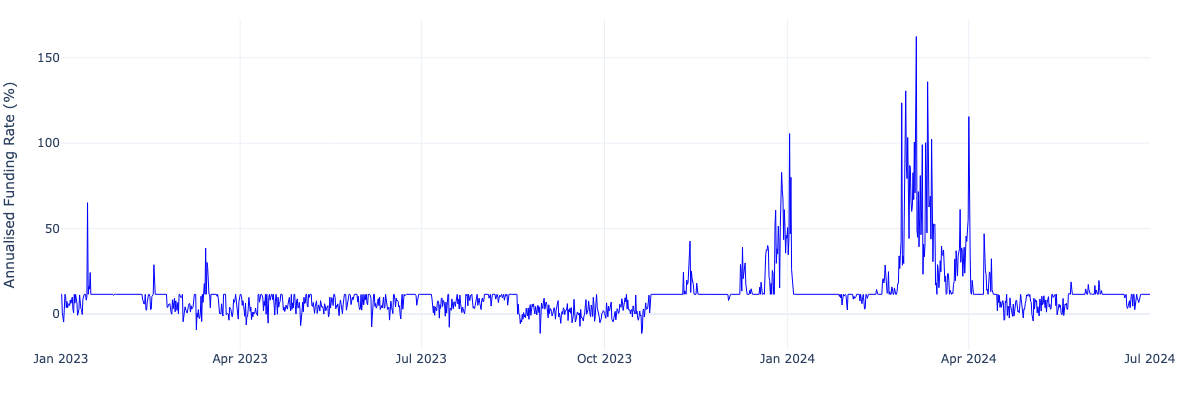 Annualised Funding Rate (%)
150
100
50
0
Jan 2023
Apr 2023
Jul 2023
Oct 2023
Jan 2024
Apr 2024
Jul 2024